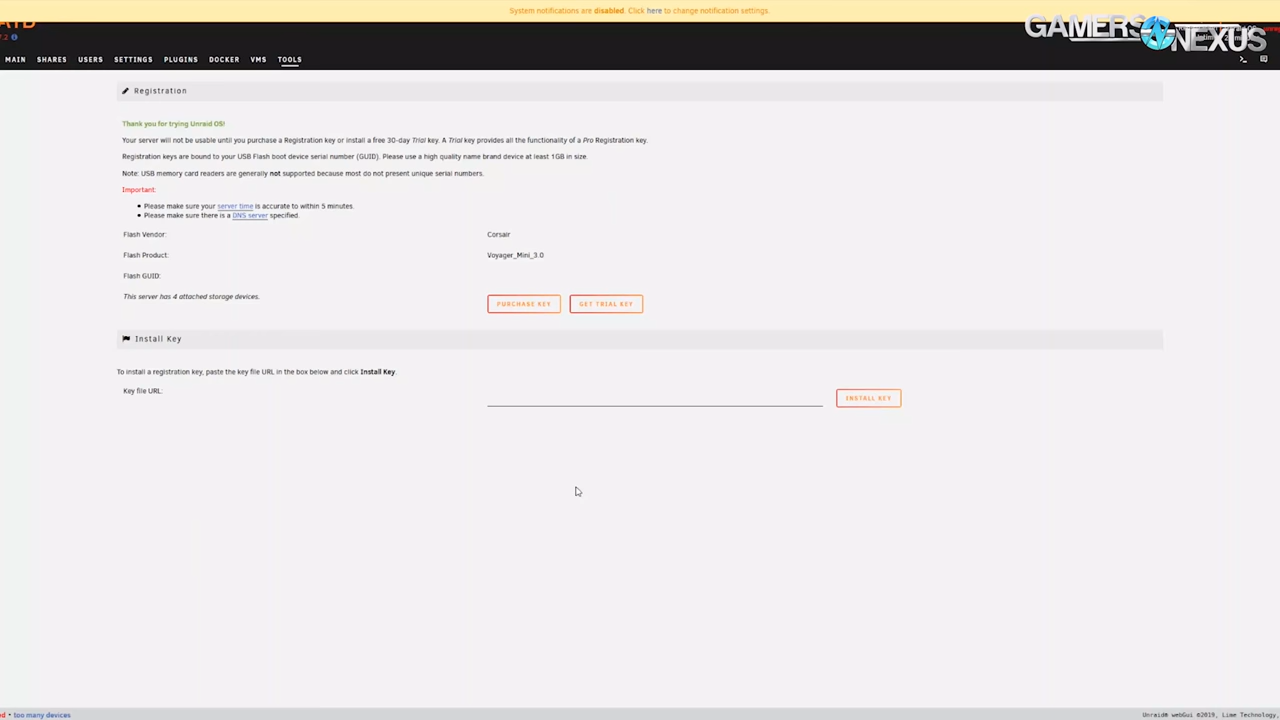 System notifications are disabled. Click here to change notification settings.
GAMERS NEXUS
7.2
MAIN SHARES USERS SETTINGS PLUGINS DOCKER VMS TOOLS
Registration
Thank you for trying Unraid OS!
Your server will not be usable until you purchase a Registration key or install a free 30-day Trial key. A Trial key provides all the functionality of a Pro Registration key.
Registration keys are bound to your USB Flash boot device serial number (GUID). Please use a high quality name brand device at least 1GB in size.
Note: USB memory card readers are generally not supported because most do not present unique serial numbers.
Important:
• Please make sure your server time is accurate to within 5 minutes.
• Please make sure there is a DNS server specified.
Flash Vendor: Corsair
Flash Product: Voyager_Mini_3.0
Flash GUID:
This server has 4 attached storage devices. PURCHASE KEY GET TRIAL KEY
Install Key
To install a registration key, paste the key file URL in the box below and click Install Key.
Key file URL: INSTALL KEY
• too many devices Unraid® webGui ©2019, Lime Technology,